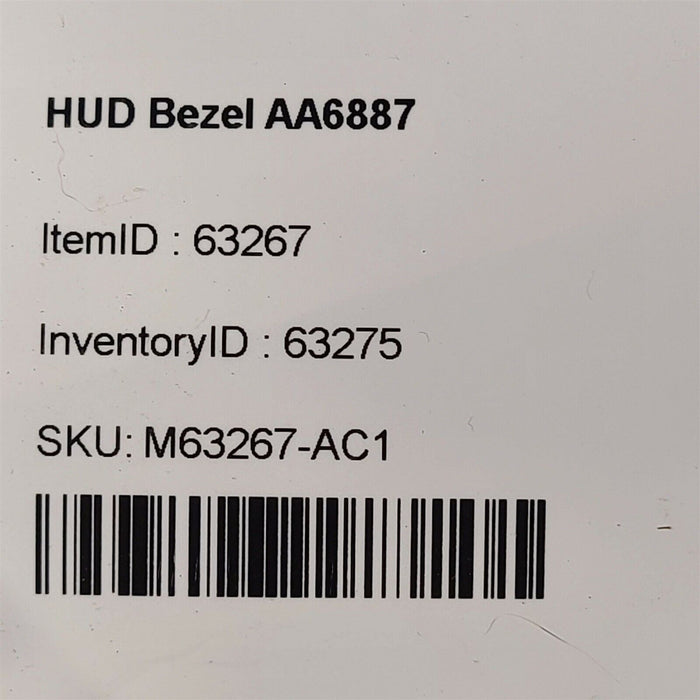 HUD Bezel AA6887
ItemID : 63267
InventoryID : 63275
SKU: M63267-AC1